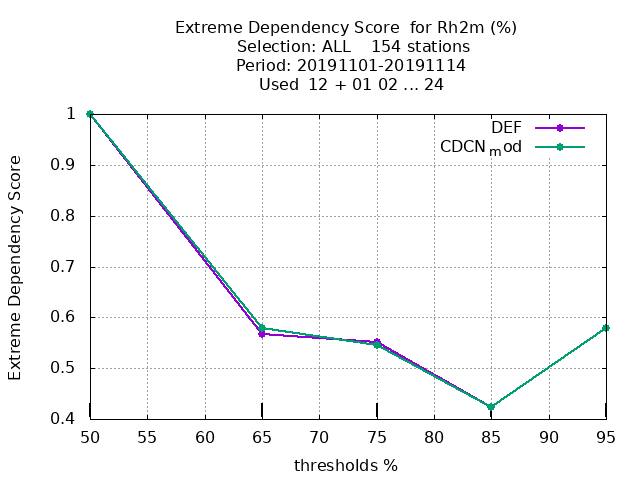 Extreme Dependency Score  for Rh2m (%)
Selection: ALL    154 stations
Period: 20191101-20191114
Used  12 + 01 02 ... 24
DEF
CDCNmod
1
0.9
0.8
0.7
0.6
0.5
0.4
Extreme Dependency Score
50 55 60 65 70 75 80 85 90 95
thresholds %